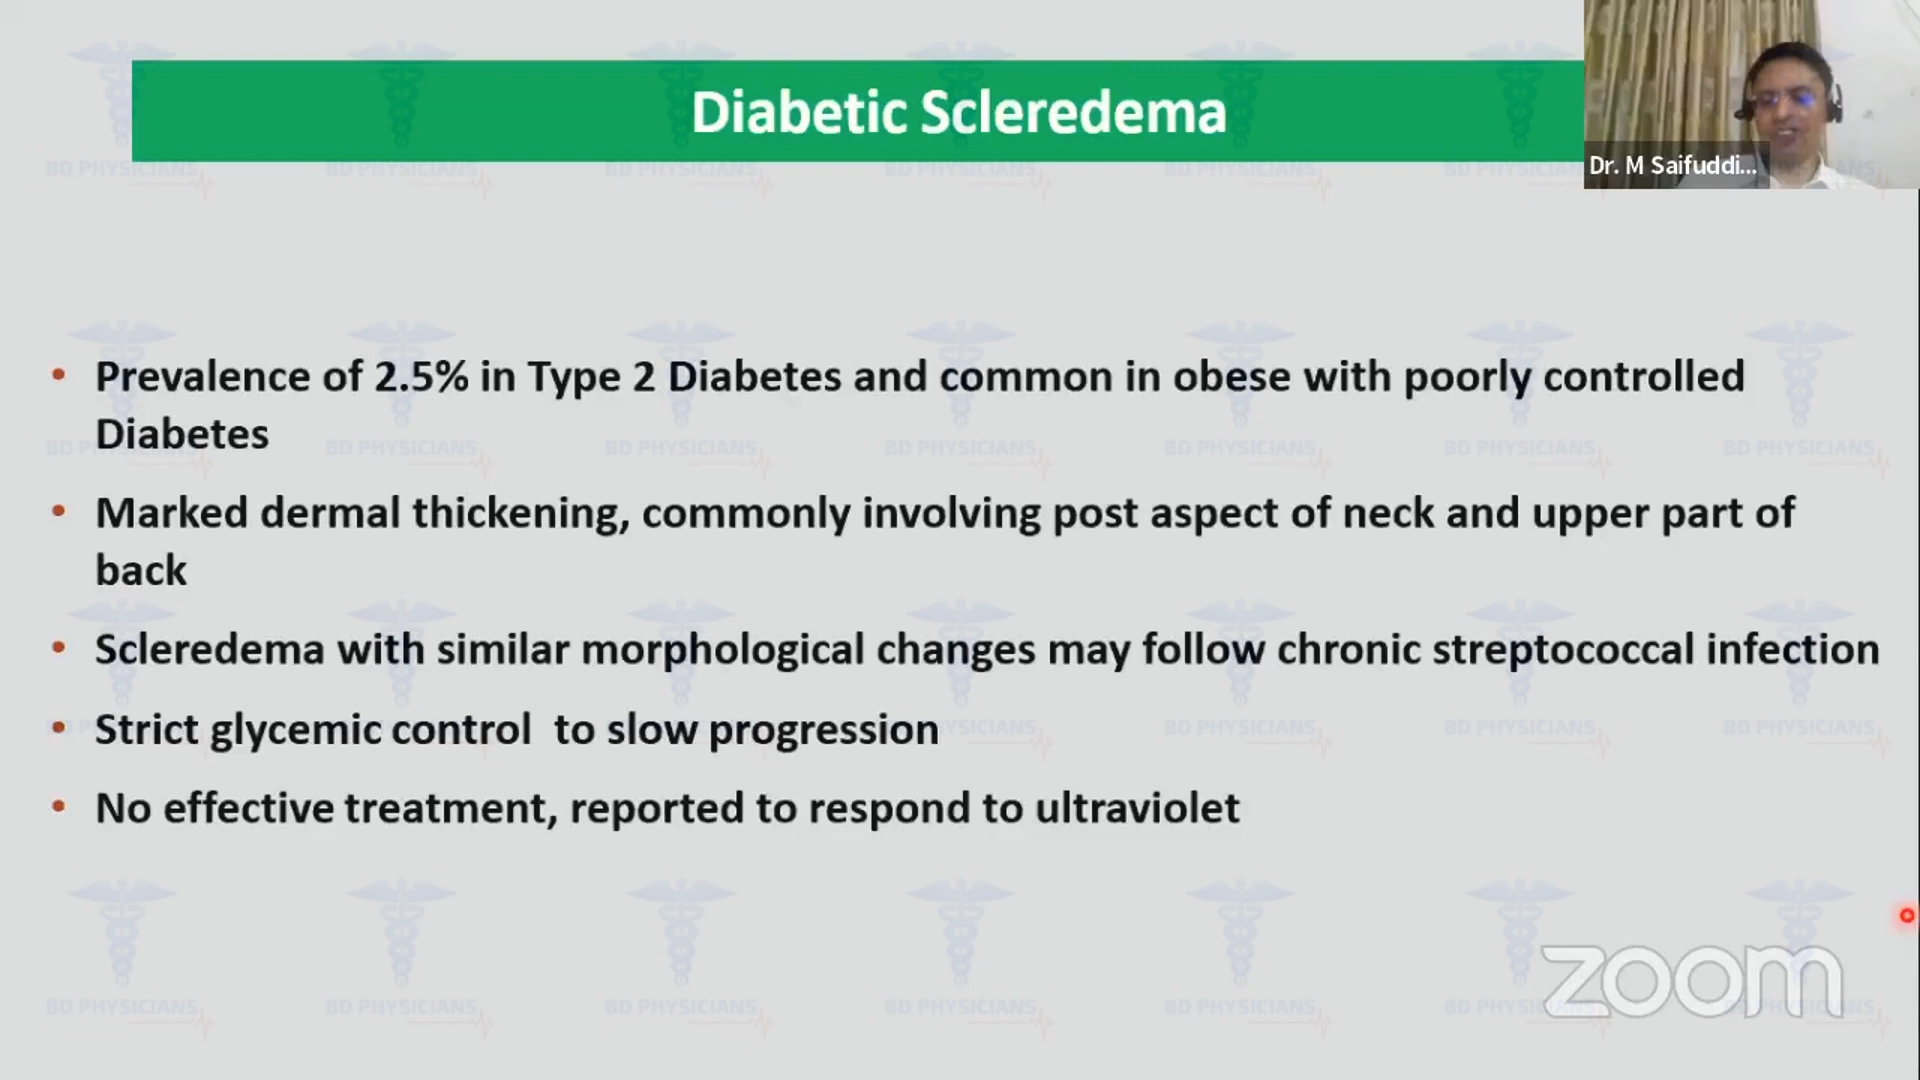 Diabetic Scleredema
Dr. M Saifuddi...
• Prevalence of 2.5% in Type 2 Diabetes and common in obese with poorly controlled
Diabetes
• Marked dermal thickening, commonly involving post aspect of neck and upper part of
back
• Scleredema with similar morphological changes may follow chronic streptococcal infection
• Strict glycemic control  to slow progression
• No effective treatment, reported to respond to ultraviolet
zoom
BD PHYSICIANS